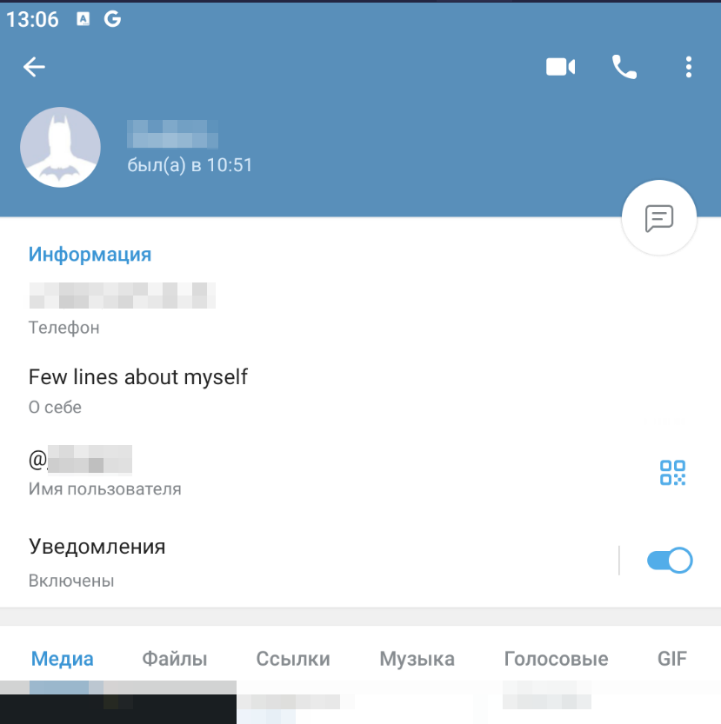 13:06
был(а) в 10:51
Информация
Телефон
Few lines about myself
О себе
@
Имя пользователя
Уведомления
Включены
Медиа Файлы Ссылки Музыка Голосовые GIF